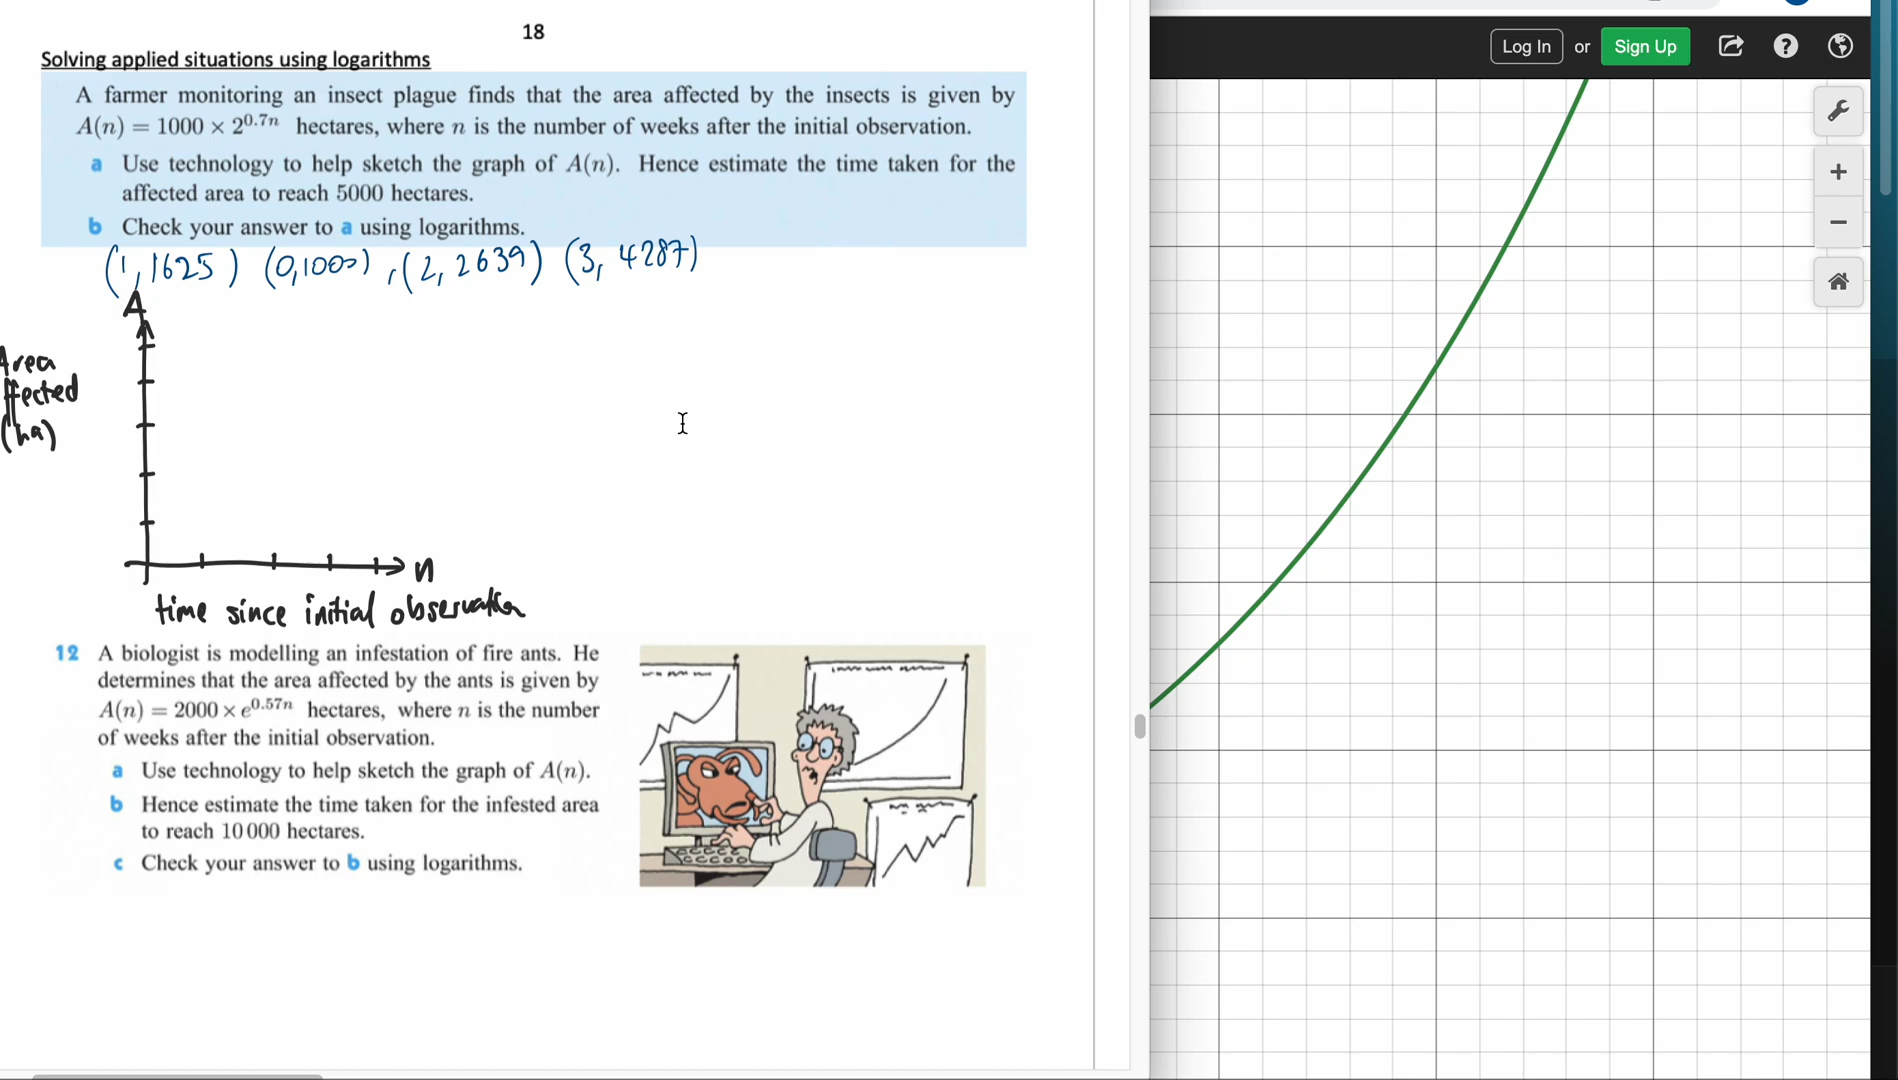 18
Solving applied situations using logarithms
A farmer monitoring an insect plague finds that the area affected by the insects is given by
A(n) = 1000 × 2^0.7n hectares, where n is the number of weeks after the initial observation.
a Use technology to help sketch the graph of A(n). Hence estimate the time taken for the
affected area to reach 5000 hectares.
b Check your answer to a using logarithms.
(1, 1625) (0,1000), (2, 2639) (3, 4287)
A
Area
ffected
(ha)
n
time since initial observation
12 A biologist is modelling an infestation of fire ants. He
determines that the area affected by the ants is given by
A(n) = 2000 × e^0.57n hectares, where n is the number
of weeks after the initial observation.
a Use technology to help sketch the graph of A(n).
b Hence estimate the time taken for the infested area
to reach 10 000 hectares.
c Check your answer to b using logarithms.
Log In or Sign Up